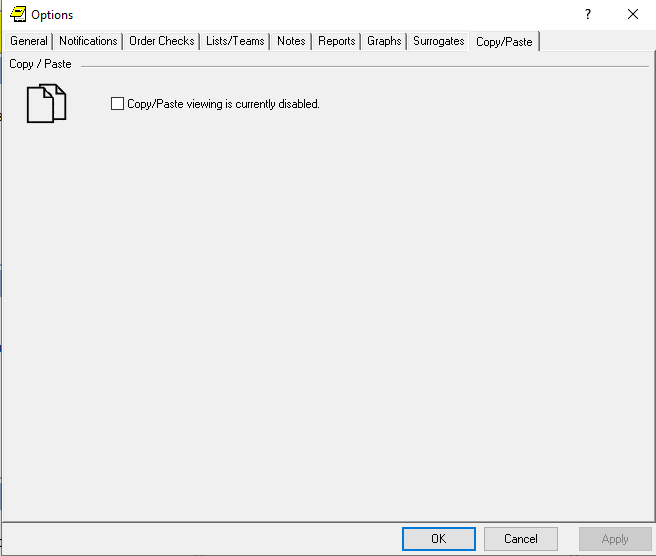 Options
? 
General Notifications Order Checks Lists/Teams Notes Reports Graphs Surrogates Copy/Paste
Copy / Paste
Copy/Paste viewing is currently disabled.
OK Cancel Apply